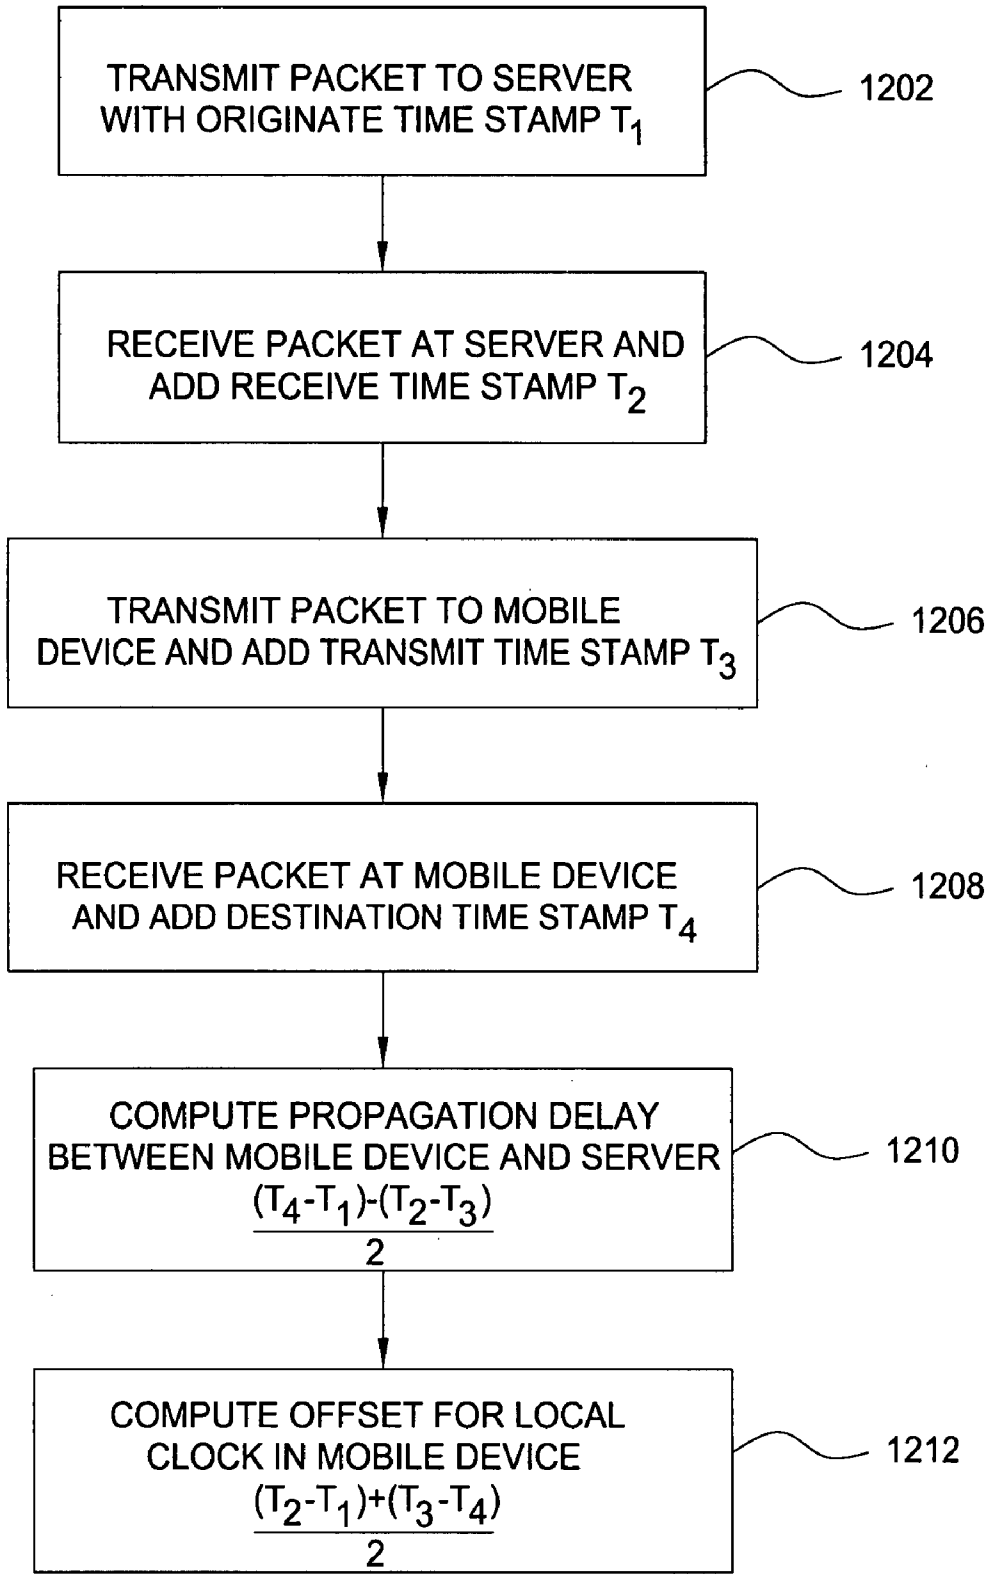 TRANSMIT PACKET TO SERVER
WITH ORIGINATE TIME STAMP T1
1202
RECEIVE PACKET AT SERVER AND
ADD RECEIVE TIME STAMP T2
1204
TRANSMIT PACKET TO MOBILE
DEVICE AND ADD TRANSMIT TIME STAMP T3
1206
RECEIVE PACKET AT MOBILE DEVICE
AND ADD DESTINATION TIME STAMP T4
1208
COMPUTE PROPAGATION DELAY
BETWEEN MOBILE DEVICE AND SERVER
(T4-T1)-(T2-T3)
2
1210
COMPUTE OFFSET FOR LOCAL
CLOCK IN MOBILE DEVICE
(T2-T1)+(T3-T4)
2
1212